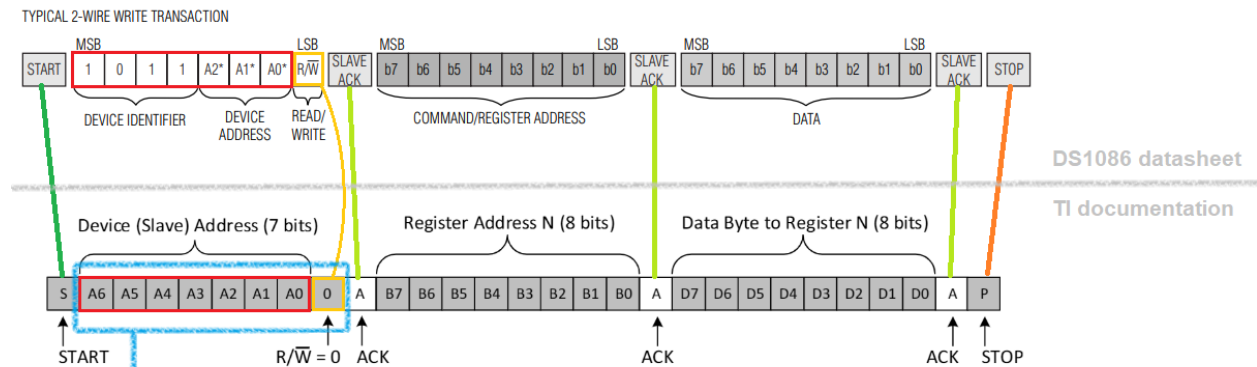 TYPICAL 2-WIRE WRITE TRANSACTION
MSB LSB MSB LSB MSB LSB
START 1 0 1 1 A2* A1* A0* R/W̅ SLAVE ACK b7 b6 b5 b4 b3 b2 b1 b0 SLAVE ACK b7 b6 b5 b4 b3 b2 b1 b0 SLAVE ACK STOP
DEVICE IDENTIFIER DEVICE ADDRESS READ/WRITE COMMAND/REGISTER ADDRESS DATA
DS1086 datasheet
TI documentation
Device (Slave) Address (7 bits) Register Address N (8 bits) Data Byte to Register N (8 bits)
S A6 A5 A4 A3 A2 A1 A0 0 A B7 B6 B5 B4 B3 B2 B1 B0 A D7 D6 D5 D4 D3 D2 D1 D0 A P
START R/W̅ = 0 ACK ACK ACK STOP